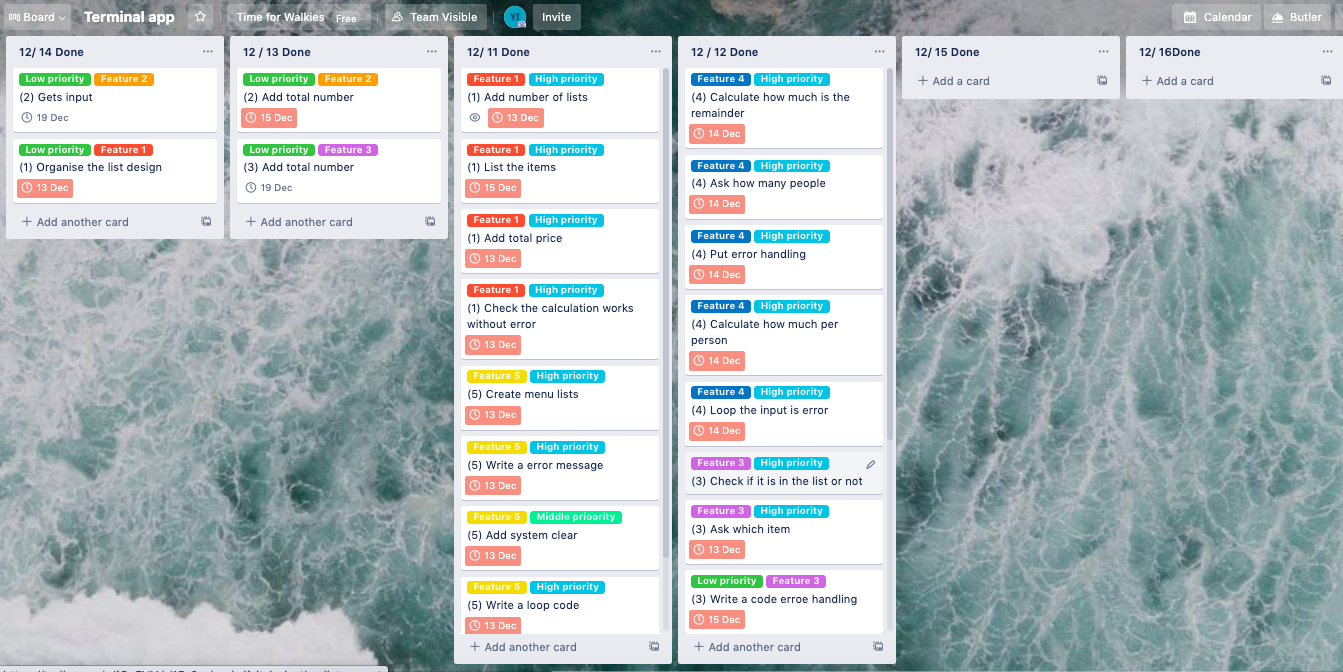 Board
Terminal app
Time for Walkies Free
Team Visible
YI
Invite
Calendar
Butler
12/ 14 Done
Low priority Feature 2
(2) Gets input
19 Dec
Low priority Feature 1
(1) Organise the list design
13 Dec
+ Add another card
12 / 13 Done
Low priority Feature 2
(2) Add total number
15 Dec
Low priority Feature 3
(3) Add total number
19 Dec
+ Add another card
12/ 11 Done
Feature 1 High priority
(1) Add number of lists
13 Dec
Feature 1 High priority
(1) List the items
15 Dec
Feature 1 High priority
(1) Add total price
13 Dec
Feature 1 High priority
(1) Check the calculation works
without error
13 Dec
Feature 5 High priority
(5) Create menu lists
13 Dec
Feature 5 High priority
(5) Write a error message
13 Dec
Feature 5 Middle prioority
(5) Add system clear
13 Dec
Feature 5 High priority
(5) Write a loop code
13 Dec
+ Add another card
12 / 12 Done
Feature 4 High priority
(4) Calculate how much is the
remainder
14 Dec
Feature 4 High priority
(4) Ask how many people
14 Dec
Feature 4 High priority
(4) Put error handling
14 Dec
Feature 4 High priority
(4) Calculate how much per
person
14 Dec
Feature 4 High priority
(4) Loop the input is error
14 Dec
Feature 3 High priority
(3) Check if it is in the list or not
Feature 3 High priority
(3) Ask which item
13 Dec
Low priority Feature 3
(3) Write a code erroe handling
15 Dec
+ Add another card
12/ 15 Done
+ Add a card
12/ 16Done
+ Add a card